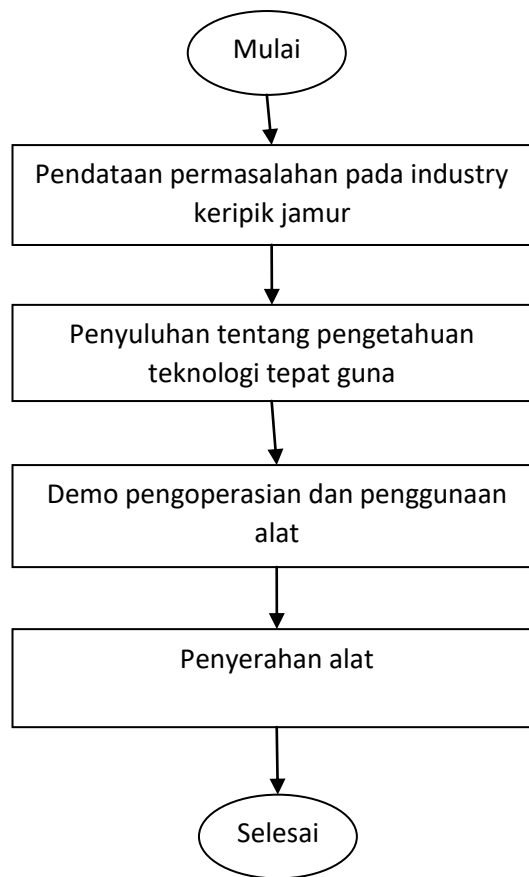 Mulai
Pendataan permasalahan pada industry
keripik jamur
Penyuluhan tentang pengetahuan
teknologi tepat guna
Demo pengoperasian dan penggunaan
alat
Penyerahan alat
Selesai